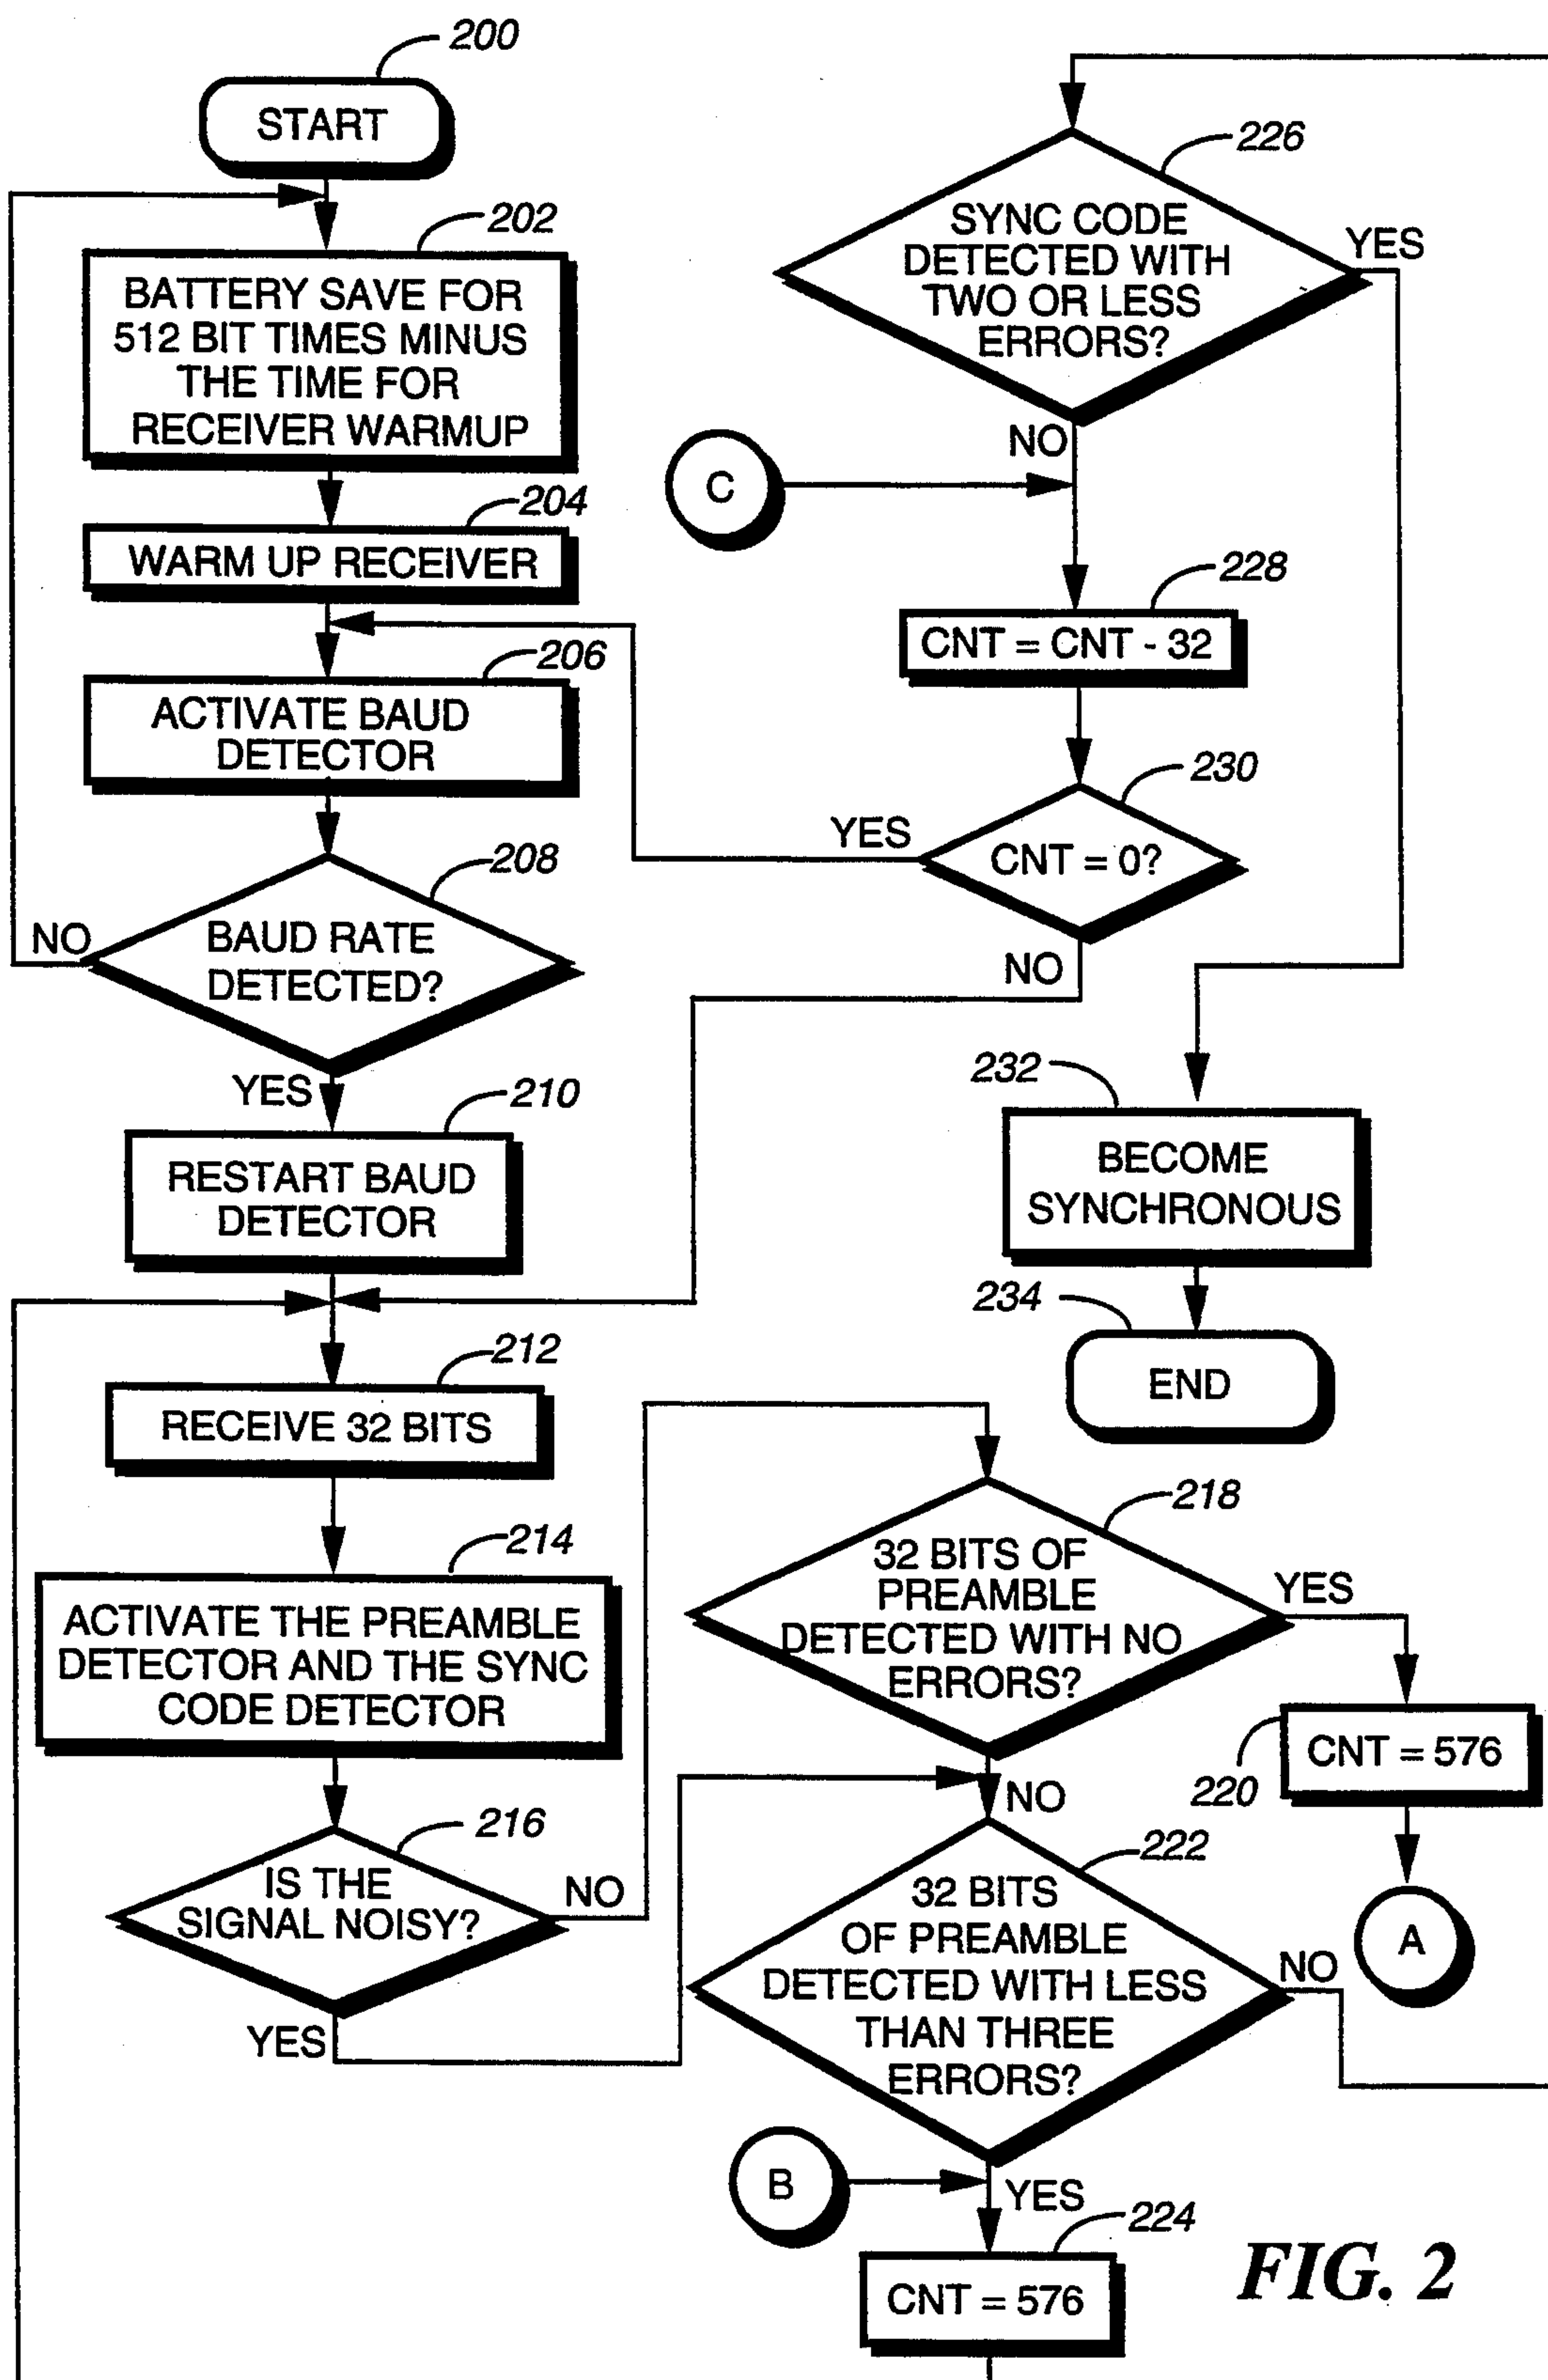 200
START
202
BATTERY SAVE FOR
512 BIT TIMES MINUS
THE TIME FOR
RECEIVER WARMUP
204
WARM UP RECEIVER
206
ACTIVATE BAUD
DETECTOR
208
BAUD RATE
DETECTED?
NO
YES
210
RESTART BAUD
DETECTOR
212
RECEIVE 32 BITS
214
ACTIVATE THE PREAMBLE
DETECTOR AND THE SYNC
CODE DETECTOR
216
IS THE
SIGNAL NOISY?
NO
YES
226
SYNC CODE
DETECTED WITH
TWO OR LESS
ERRORS?
YES
NO
C
228
CNT = CNT - 32
230
CNT = 0?
YES
NO
232
BECOME
SYNCHRONOUS
234
END
218
32 BITS OF
PREAMBLE
DETECTED WITH NO
ERRORS?
YES
220
CNT = 576
A
NO
222
32 BITS
OF PREAMBLE
DETECTED WITH LESS
THAN THREE
ERRORS?
NO
B
YES
224
CNT = 576
FIG. 2